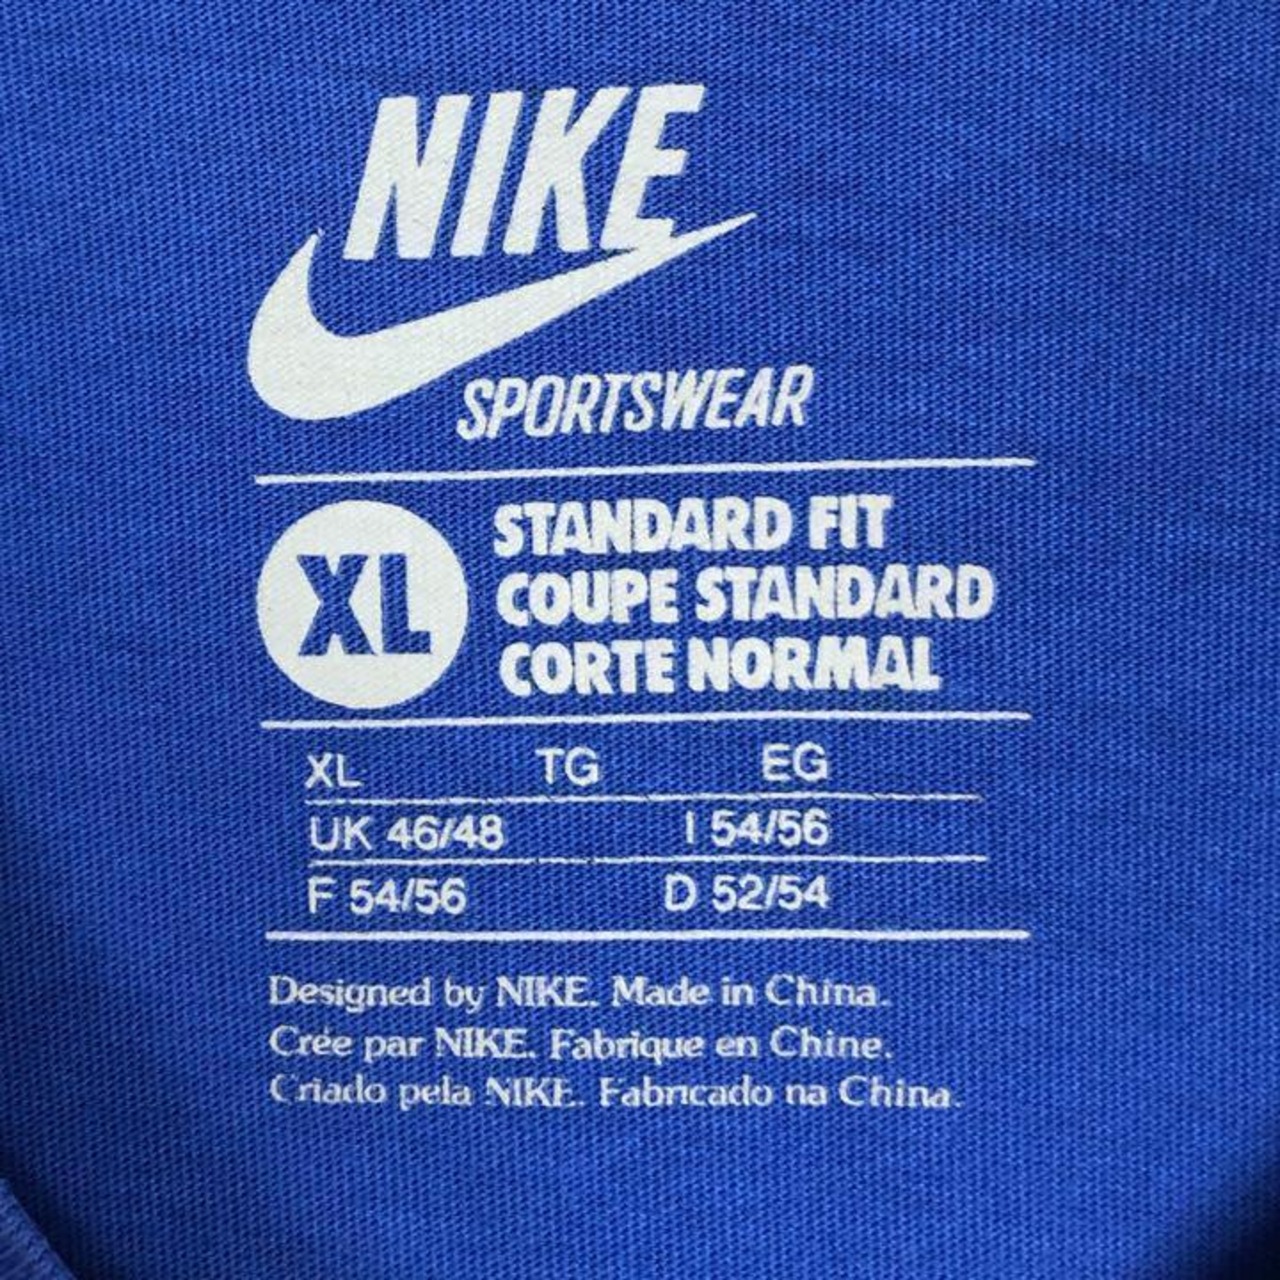 NIKE
SPORTSWEAR
XL
STANDARD FIT
COUPE STANDARD
CORTE NORMAL
XL TG EG
UK 46/48 I 54/56
F 54/56 D 52/54
Designed by NIKE. Made in China.
Crée par NIKE. Fabrique en Chine.
Criado pela NIKE. Fabricado na China.